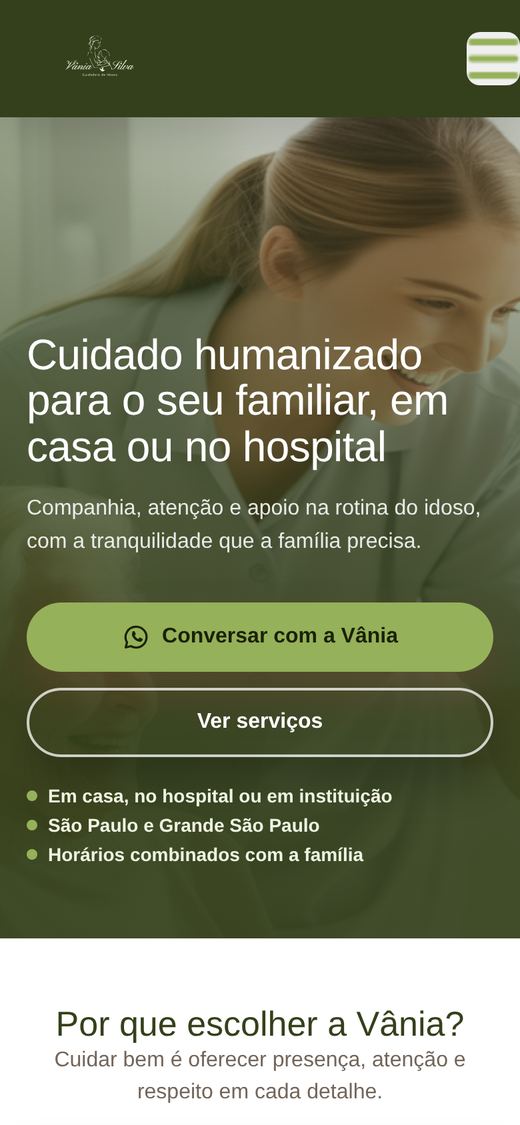 Vânia Silva
Cuidadora de Idosos
Cuidado humanizado
para o seu familiar, em
casa ou no hospital
Companhia, atenção e apoio na rotina do idoso,
com a tranquilidade que a família precisa.
Conversar com a Vânia
Ver serviços
Em casa, no hospital ou em instituição
São Paulo e Grande São Paulo
Horários combinados com a família
Por que escolher a Vânia?
Cuidar bem é oferecer presença, atenção e
respeito em cada detalhe.